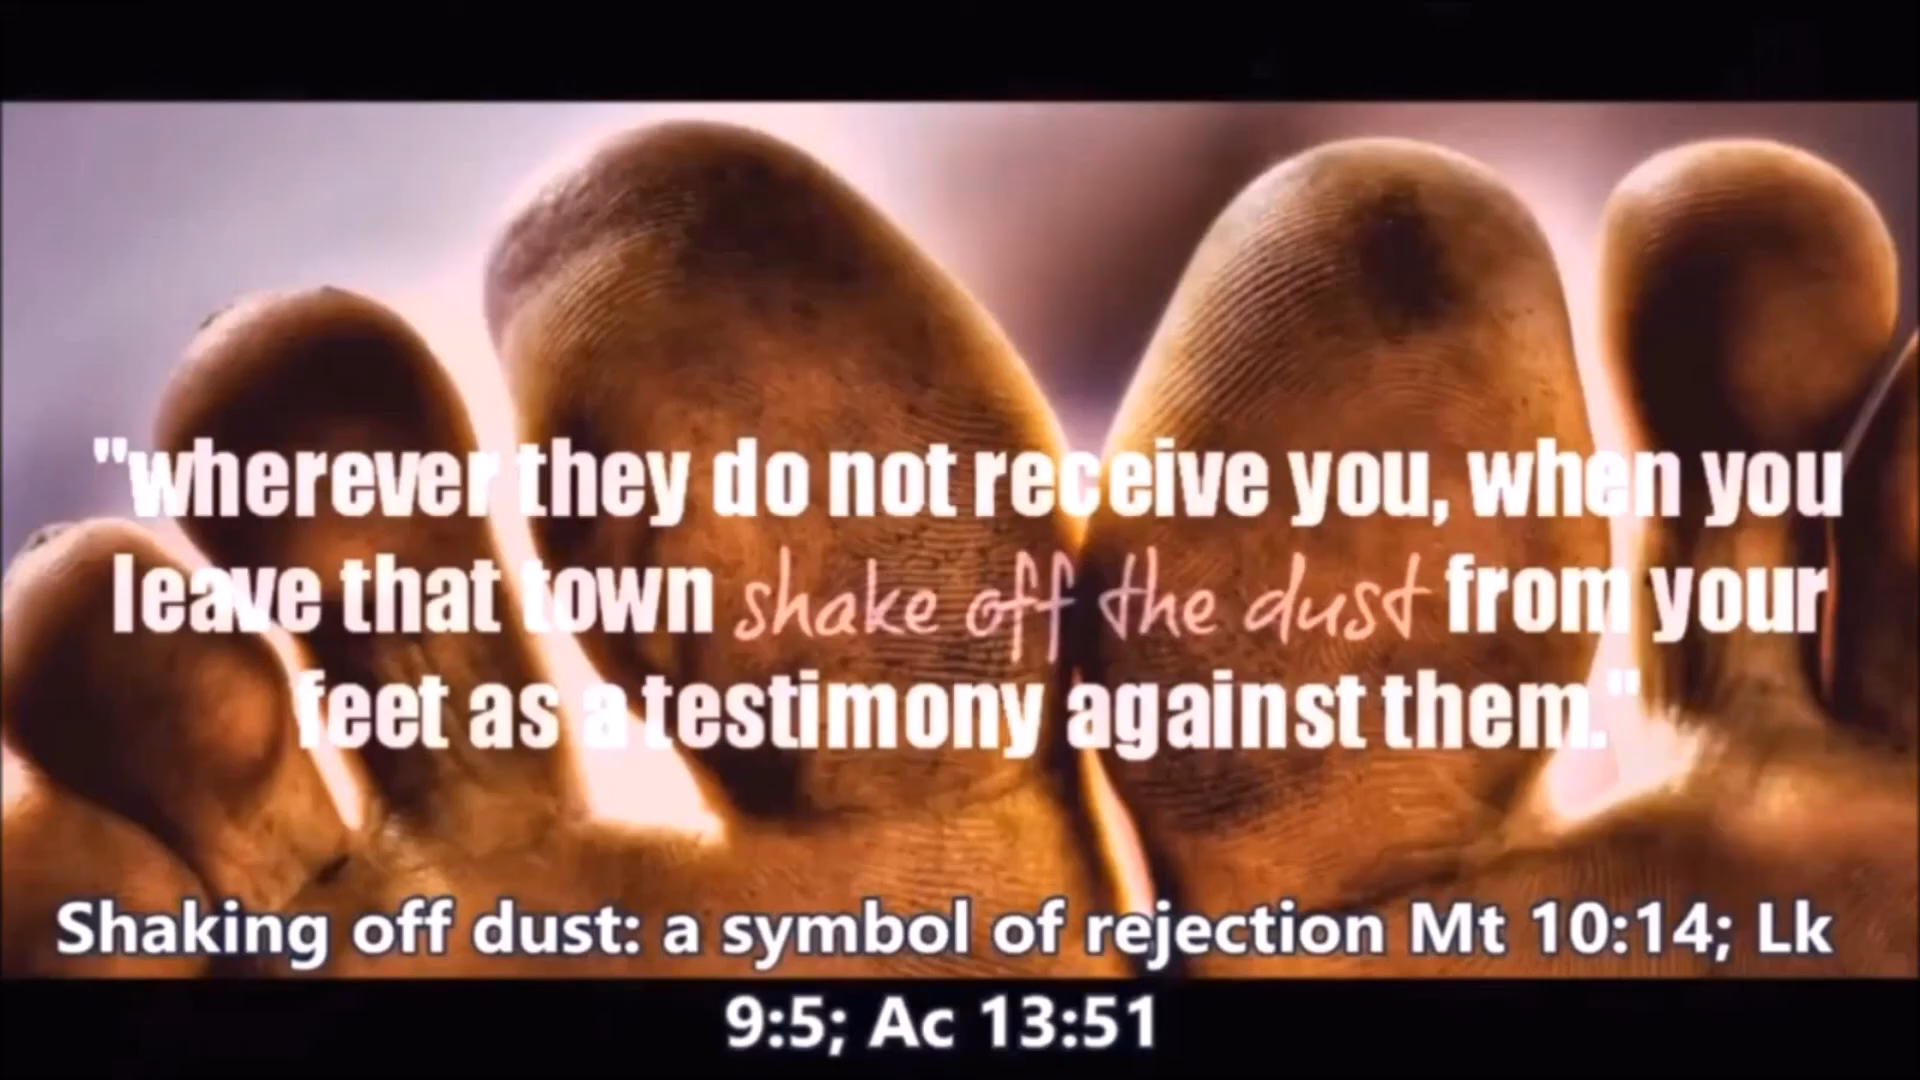 "wherever they do not receive you, when you
leave that town shake off the dust from your
feet as a testimony against them."
Shaking off dust: a symbol of rejection Mt 10:14; Lk
9:5; Ac 13:51